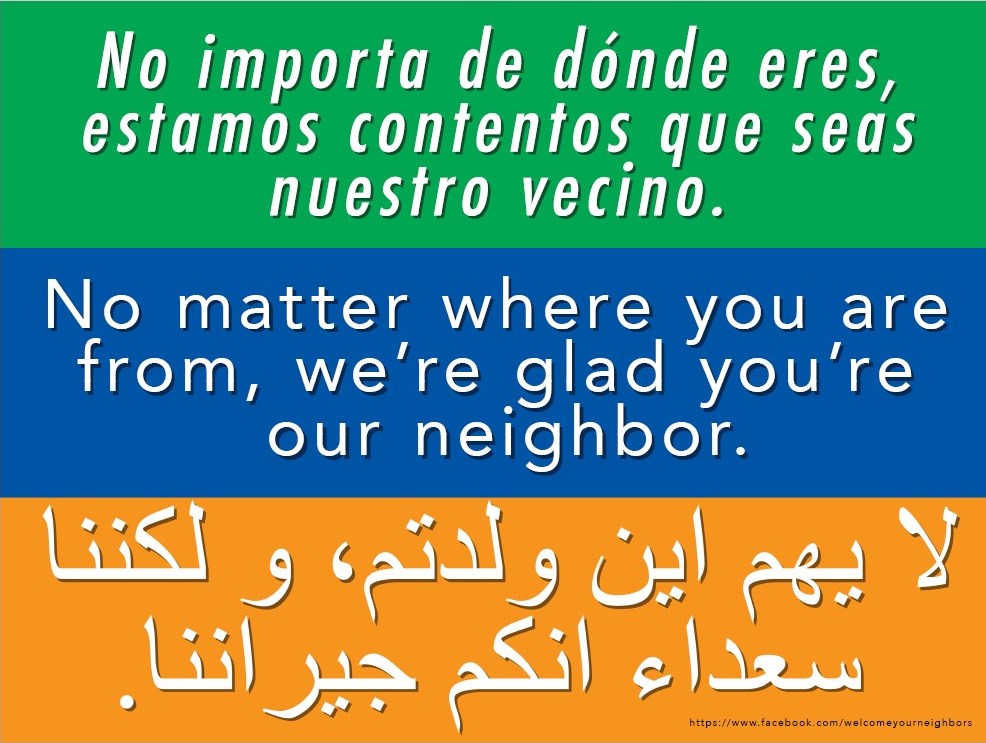 No importa de dónde eres,
estamos contentos que seas
nuestro vecino.
No matter where you are
from, we're glad you're
our neighbor.
لا يهم اين ولدتم، و لكننا
سعداء انكم جيراننا.
https://www.facebook.com/welcomeyourneighbors